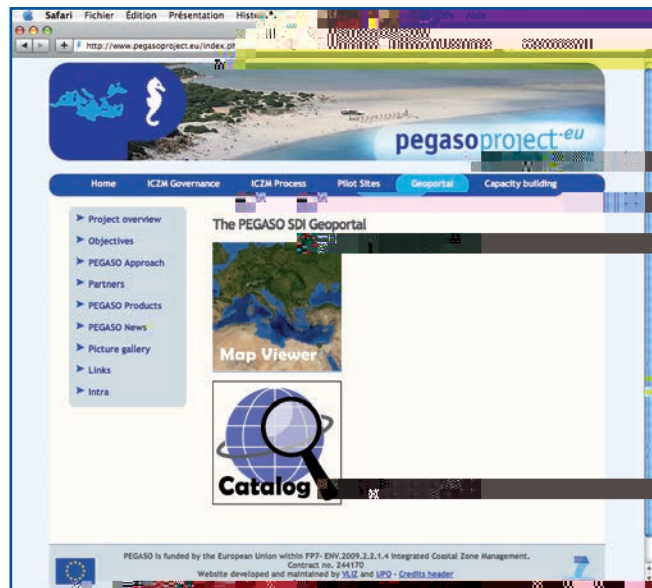 Safari Fichier Édition Présentation
http://www.pegasoproject.eu/index.ph
pegasoproject.eu
Home ICZM Governance ICZM Process Pilot Sites Geoportal Capacity building
Project overview
Objectives
PEGASO Approach
Partners
PEGASO Products
PEGASO News
Picture gallery
Links
Intra
The PEGASO SDI Geoportal
Map Viewer
Catalog
PEGASO is funded by the European Union within FP7- ENV.2009.2.2.1.4 Integrated Coastal Zone Management.
Contract no. 244170
Website developed and maintained by VLIZ and UPO - Credits header
7